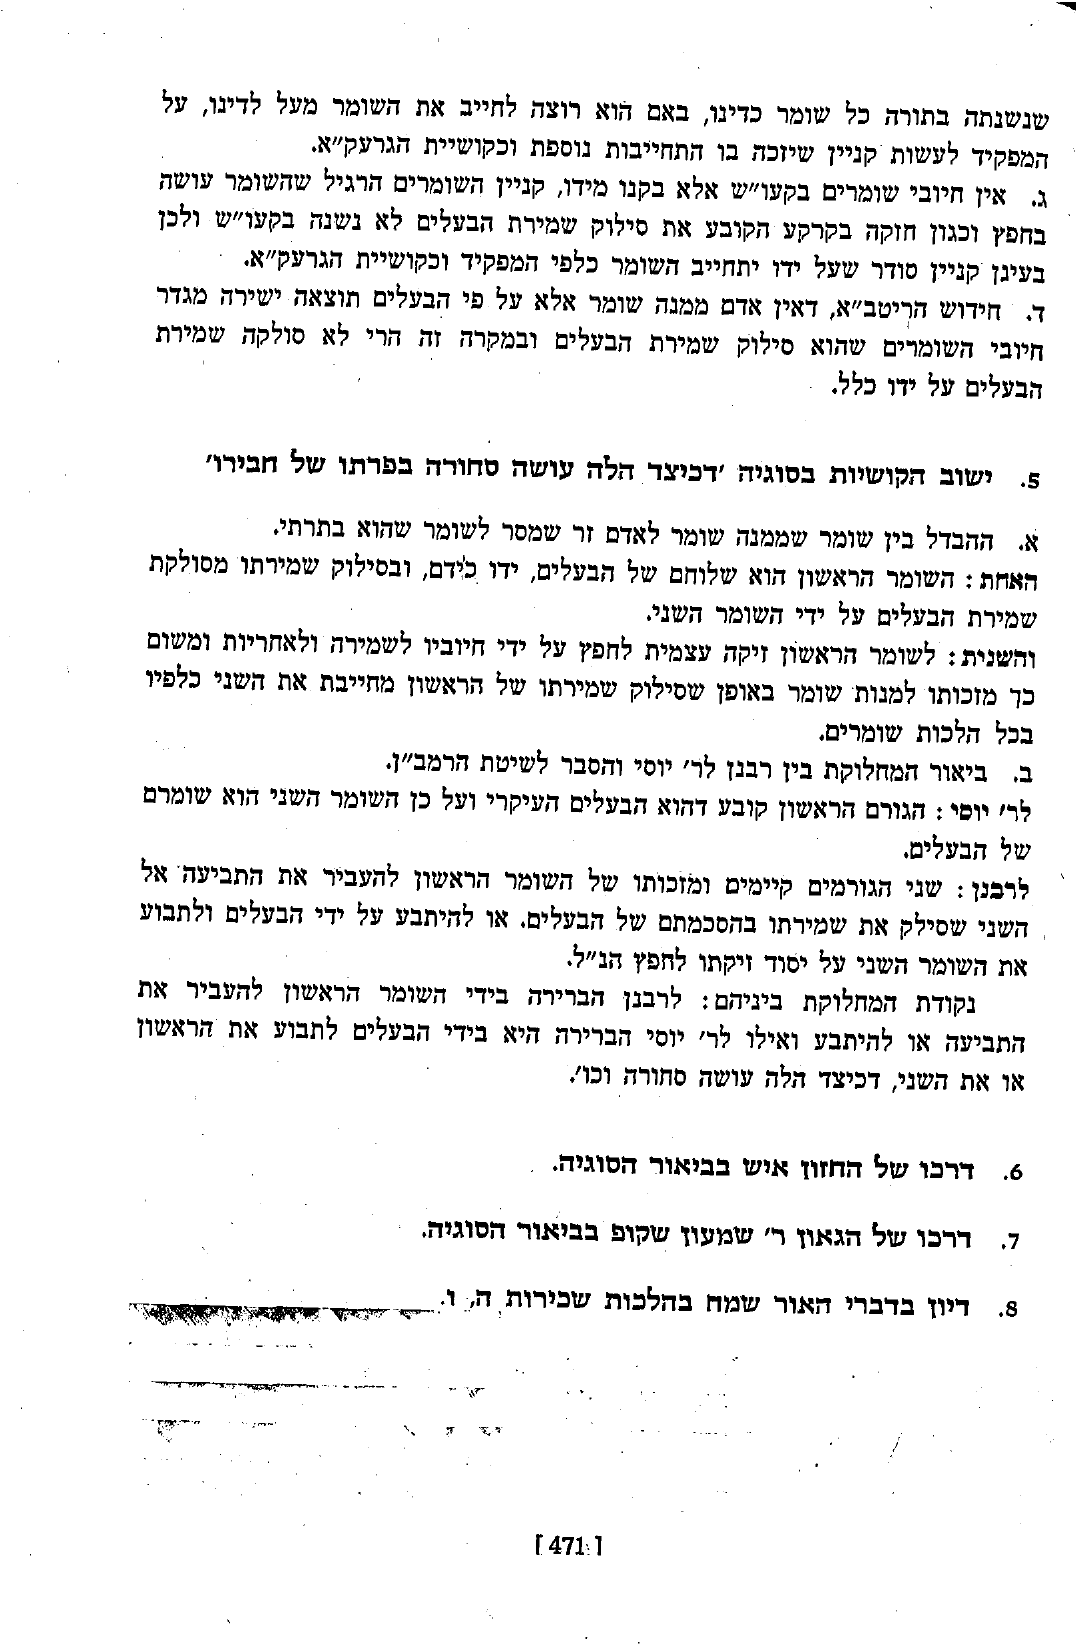 שנשנתה בתורה כל שומר כדינו, באם הוא רוצה לחייב את השומר מעל לדינו, על
המפקיד לעשות קניין שיזכה בו התחייבות נוספת וכקושיית הגרעק״א.
ג. אין חיובי שומרים בקעו״ש אלא בקנו מידו, קניין השומרים הרגיל שהשומר עושה
בחפץ וכגון חזקה בקרקע הקובע את סילוק שמירת הבעלים לא נשנה בקעו״ש ולכן
בעינן קניין סודר שעל ידו יתחייב השומר כלפי המפקיד וכקושיית הגרעק״א.
ד. חידוש הריטב״א, דאין אדם ממנה שומר אלא על פי הבעלים תוצאה ישירה מגדר
חיובי השומרים שהוא סילוק שמירת הבעלים ובמקרה זה הרי לא סולקה שמירת
הבעלים על ידו כלל.
5. ישוב הקושיות בסוגיה ׳דכיצד הלה עושה סחורה בפרתו של חבירו׳
א. ההבדל בין שומר שממנה שומר לאדם זר שמסר לשומר שהוא בתרתי.
האחת: השומר הראשון הוא שלוחם של הבעלים, ידו כידם, ובסילוק שמירתו מסולקת
שמירת הבעלים על ידי השומר השני.
והשנית: לשומר הראשון זיקה עצמית לחפץ על ידי חיוביו לשמירה ולאחריות ומשום
כך מזכותו למנות שומר באופן שסילוק שמירתו של הראשון מחייבת את השני כלפיו
בכל הלכות שומרים.
ב. ביאור המחלוקת בין רבנן לר׳ יוסי והסבר לשיטת הרמב״ן.
לר׳ יוסי: הגורם הראשון קובע דהוא הבעלים העיקרי ועל כן השומר השני הוא שומרם
של הבעלים.
לרבנן: שני הגורמים קיימים ומזכותו של השומר הראשון להעביר את התביעה אל
השני שסילק את שמירתו בהסכמתם של הבעלים. או להיתבע על ידי הבעלים ולתבוע
את השומר השני על יסוד זיקתו לחפץ הנ״ל.
נקודת המחלוקת ביניהם: לרבנן הברירה בידי השומר הראשון להעביר את
התביעה או להיתבע ואילו לר׳ יוסי הברירה היא בידי הבעלים לתבוע את הראשון
או את השני, דכיצד הלה עושה סחורה וכו׳.
6. דרכו של החזון איש בביאור הסוגיה.
7. דרכו של הגאון ר׳ שמעון שקופ בביאור הסוגיה.
8. דיון בדברי האור שמח בהלכות שכירות ה, ו.
[471]